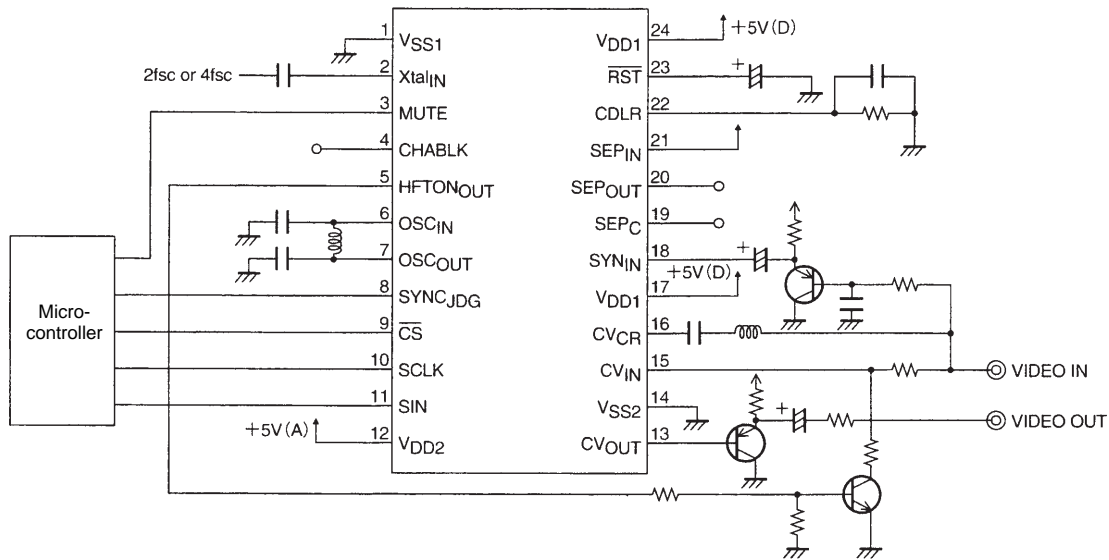 1 VSS1
2fsc or 4fsc 2 XtalIN
3 MUTE
4 CHABLK
5 HFTONOUT
6 OSCIN
7 OSCOUT
8 SYNCJDG
9 CS
10 SCLK
11 SIN
+5V(A) 12 VDD2
Micro-
controller
VDD1 24 +5V(D)
RST 23 +
CDLR 22
SEPIN 21
SEPOUT 20
SEPC 19
SYNIN 18 +
VDD1 17 +5V(D)
CVCR 16
CVIN 15 VIDEO IN
VSS2 14
+ VIDEO OUT
CVOUT 13